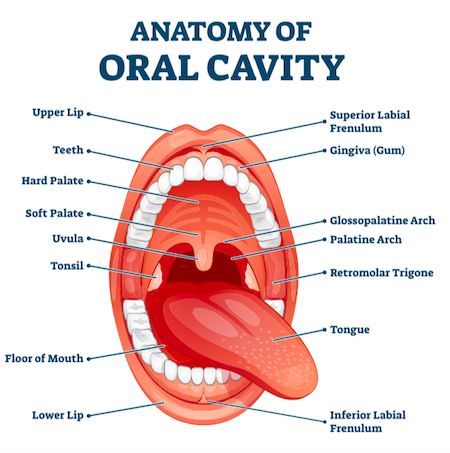 ANATOMY OF
ORAL CAVITY
Upper Lip
Teeth
Hard Palate
Soft Palate
Uvula
Tonsil
Floor of Mouth
Lower Lip
Superior Labial
Frenulum
Gingiva (Gum)
Glossopalatine Arch
Palatine Arch
Retromolar Trigone
Tongue
Inferior Labial
Frenulum